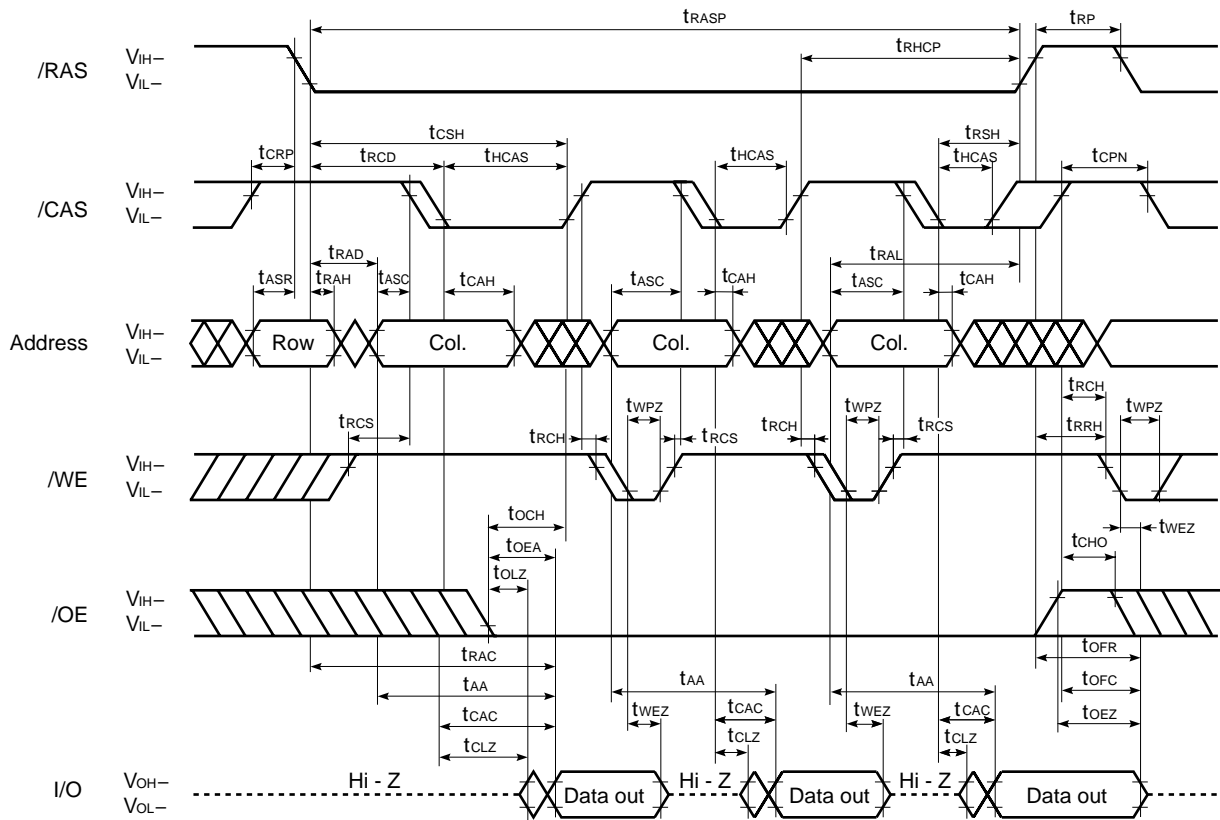 tRASP tRP
tRHCP
/RAS VIH–
VIL–
tCSH tRSH
tCRP tRCD tHCAS tHCAS tHCAS tCPN
/CAS VIH–
VIL–
tRAD tRAL
tASR tRAH tASC tCAH tASC tCAH tASC tCAH
Address VIH–
VIL–
Row Col. Col. Col.
tRCH
tWPZ tWPZ tWPZ
tRCS tRCH tRCS tRCH tRCS tRRH
/WE VIH–
VIL–
tOCH tWEZ
tOEA tCHO
tOLZ
/OE VIH–
VIL–
tRAC tOFR
tAA tAA tAA tOFC
tCAC tWEZ tCAC tWEZ tCAC tOEZ
tCLZ tCLZ tCLZ
I/O VOH–
VOL–
Hi - Z Hi - Z Hi - Z
Data out Data out Data out